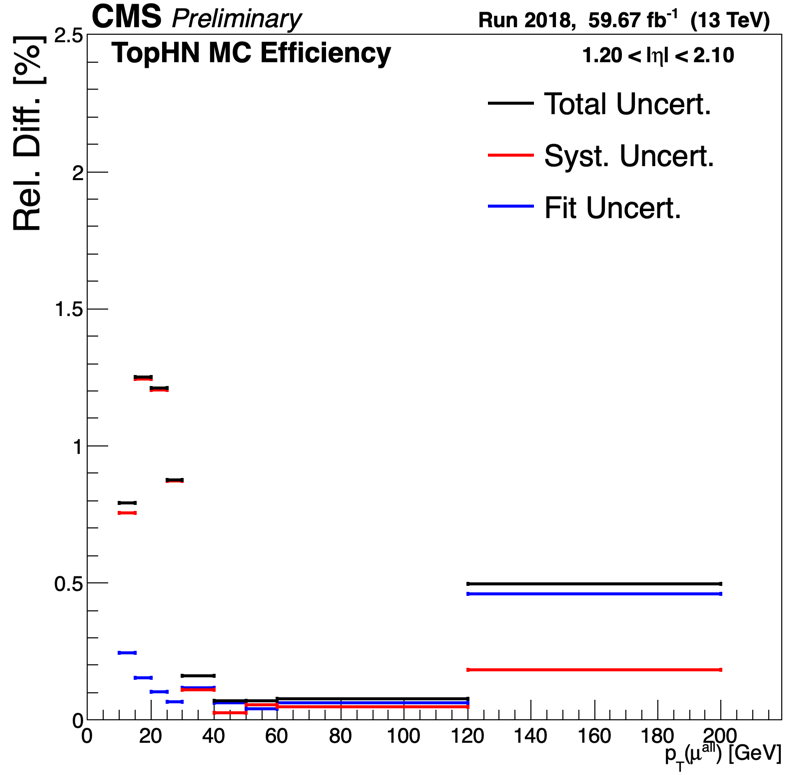 CMS Preliminary Run 2018, 59.67 fb⁻¹ (13 TeV)
TopHN MC Efficiency 1.20 < |η| < 2.10
Total Uncert.
Syst. Uncert.
Fit Uncert.
Rel. Diff. [%]
2.5
2
1.5
1
0.5
0
0 20 40 60 80 100 120 140 160 180 200
p_T(μ^all) [GeV]